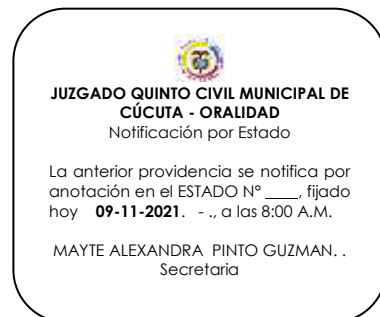 JUZGADO QUINTO CIVIL MUNICIPAL DE
CÚCUTA - ORALIDAD
Notificación por Estado
La anterior providencia se notifica por
anotación en el ESTADO N° ____, fijado
hoy 09-11-2021. - ., a las 8:00 A.M.
MAYTE ALEXANDRA PINTO GUZMAN. .
Secretaria